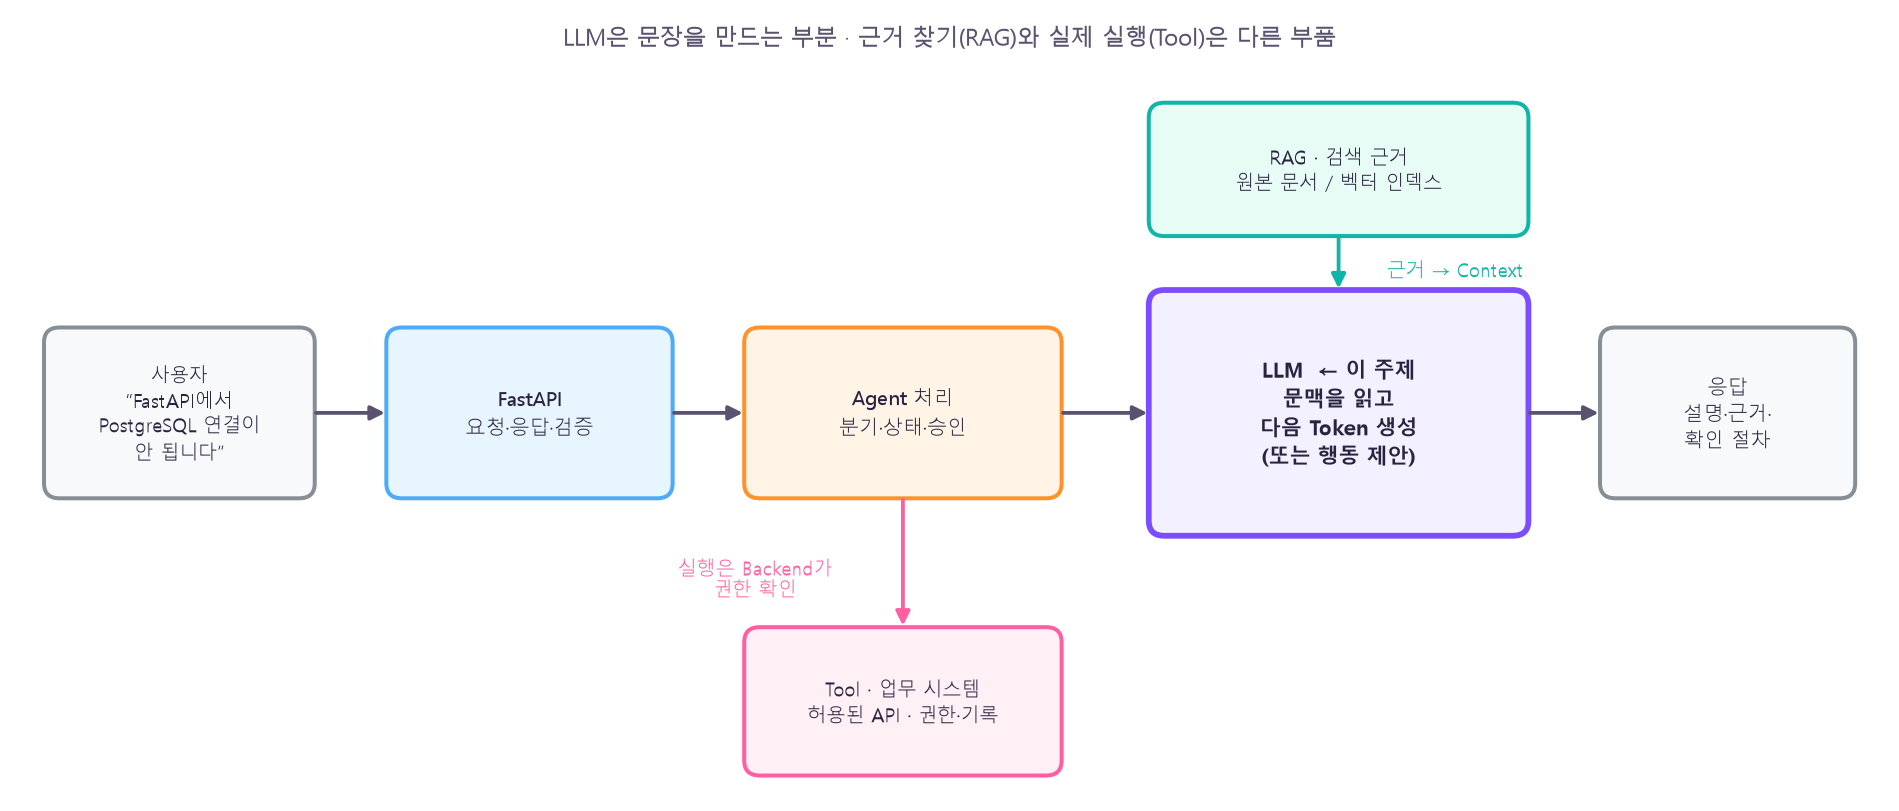 LLM은 문장을 만드는 부분 · 근거 찾기(RAG)와 실제 실행(Tool)은 다른 부품
RAG · 검색 근거
원본 문서 / 벡터 인덱스
근거 → Context
사용자
"FastAPI에서
PostgreSQL 연결이
안 됩니다"
FastAPI
요청·응답·검증
Agent 처리
분기·상태·승인
LLM ← 이 주제
문맥을 읽고
다음 Token 생성
(또는 행동 제안)
응답
설명·근거·
확인 절차
실행은 Backend가
권한 확인
Tool · 업무 시스템
허용된 API · 권한·기록